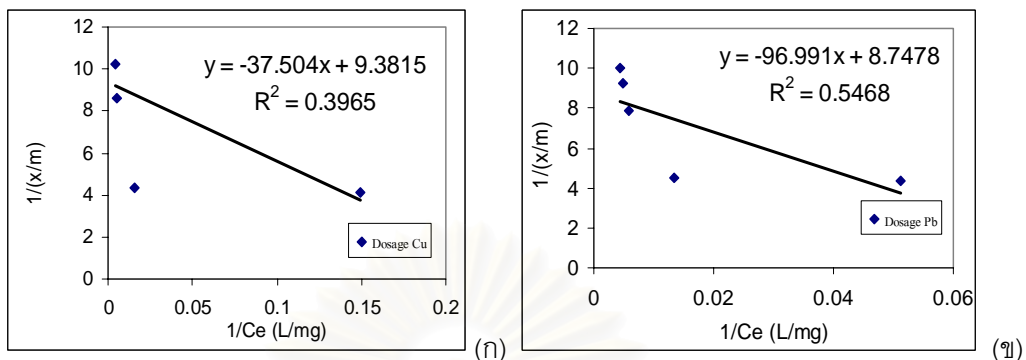 12
10
8
6
4
2
0
1/(x/m)
y = -37.504x + 9.3815
R² = 0.3965
Dosage Cu
0 0.05 0.1 0.15 0.2
1/Ce (L/mg)
(ก)
12
10
8
6
4
2
0
1/(x/m)
y = -96.991x + 8.7478
R² = 0.5468
Dosage Pb
0 0.02 0.04 0.06
1/Ce (L/mg)
(ข)